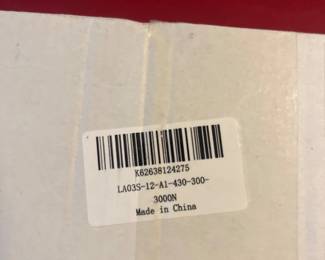 K62638124275
LA03S-12-A1-430-300-
3000N
Made in China